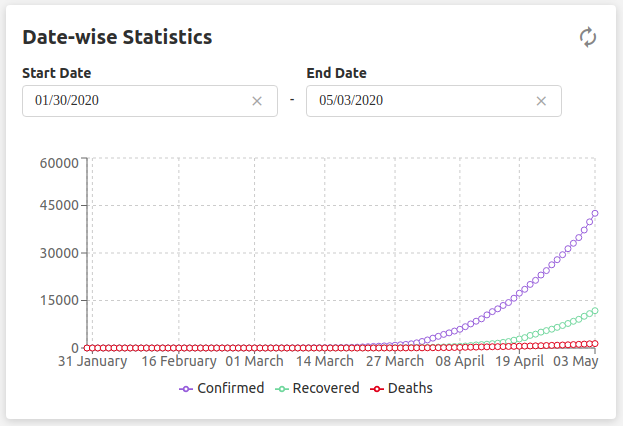 Date-wise Statistics
Start Date
End Date
01/30/2020
-
05/03/2020
60000
45000
30000
15000
0
31 January 16 February 01 March 14 March 27 March 08 April 19 April 03 May
Confirmed Recovered Deaths